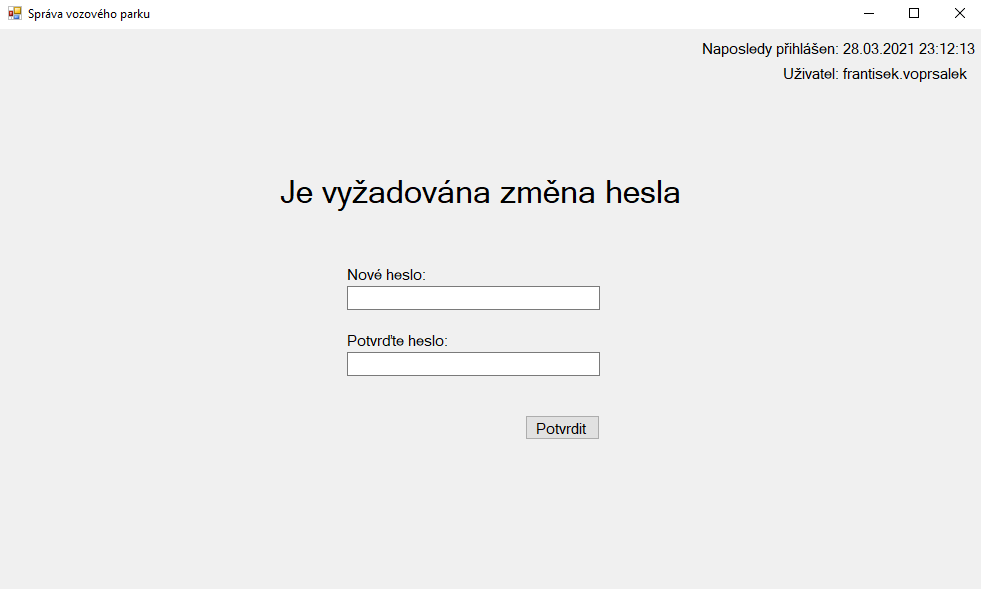 Správa vozového parku
Naposledy přihlášen: 28.03.2021 23:12:13
Uživatel: frantisek.voprsalek
Je vyžadována změna hesla
Nové heslo:
Potvrďte heslo:
Potvrdit